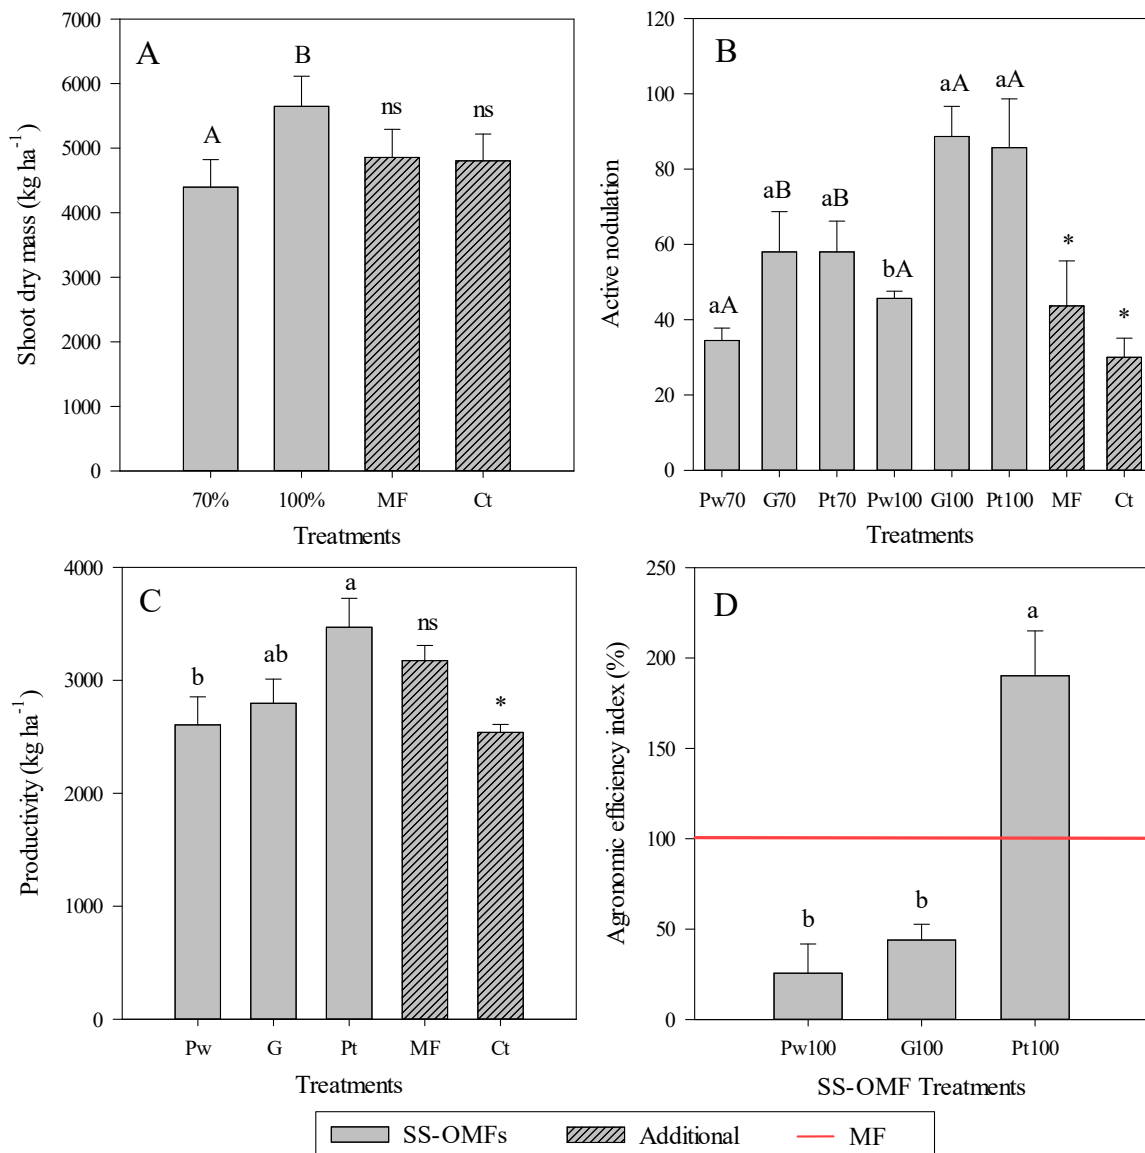 A
Shoot dry mass (kg ha⁻¹)
7000
6000
5000
4000
3000
2000
1000
0
A
B
ns
ns
70% 100% MF Ct
Treatments
B
Active nodulation
120
100
80
60
40
20
0
aA
aB
aB
bA
aA
aA
*
*
Pw70 G70 Pt70 Pw100 G100 Pt100 MF Ct
Treatments
C
Productivity (kg ha⁻¹)
4000
3000
2000
1000
0
b
ab
a
ns
*
Pw G Pt MF Ct
Treatments
D
Agronomic efficiency index (%)
250
200
150
100
50
0
b
b
a
Pw100 G100 Pt100
SS-OMF Treatments
SS-OMFs Additional MF